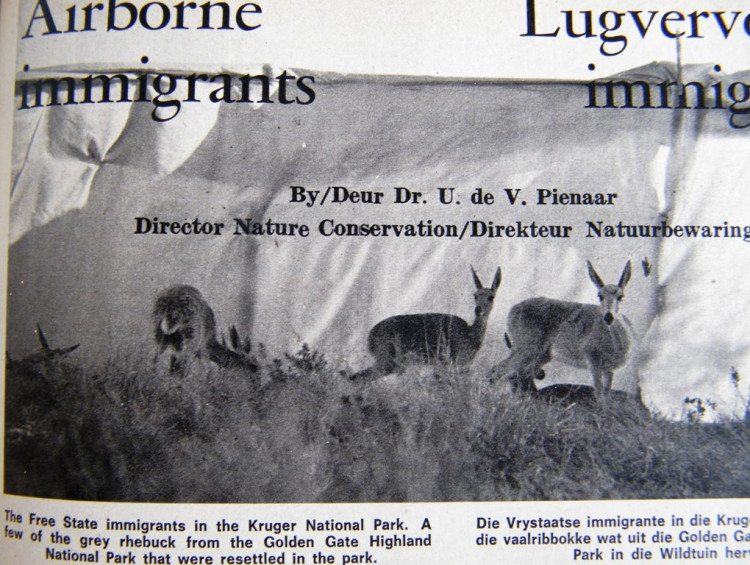 Airborne
immigrants
Lugverv
immig
By/Deur Dr. U. de V. Pienaar
Director Nature Conservation/Direkteur Natuurbewaring
The Free State immigrants in the Kruger National Park. A
few of the grey rhebuck from the Golden Gate Highland
National Park that were resettled in the park.
Die Vrystaatse immigrante in die Krug
die vaalribbokke wat uit die Golden Ga
Park in die Wildtuin her